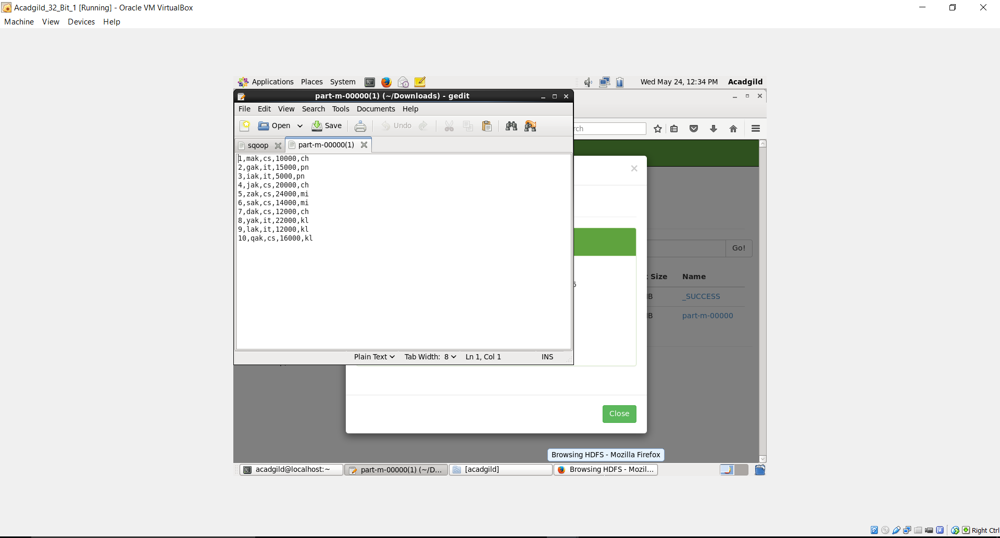 Acadgild_32_Bit_1 [Running] - Oracle VM VirtualBox
Machine View Devices Help
Applications Places System Wed May 24, 12:34 PM Acadgild
part-m-00000(1) (~/Downloads) - gedit
File Edit View Search Tools Documents Help
Open Save Undo
sqoop part-m-00000(1)
1,mak,cs,10000,ch
2,gak,it,15000,pn
3,iak,it,5000,pn
4,jak,cs,20000,ch
5,zak,cs,24000,mi
6,sak,cs,14000,mi
7,dak,cs,12000,ch
8,yak,it,22000,kl
9,lak,it,12000,kl
10,qak,cs,16000,kl
Plain Text Tab Width: 8 Ln 1, Col 1 INS
Go!
Size Name
_SUCCESS
part-m-00000
Close
Browsing HDFS - Mozilla Firefox
acadgild@localhost:~ part-m-00000(1) (~/D... [acadgild] Browsing HDFS - Mozil...
Right Ctrl